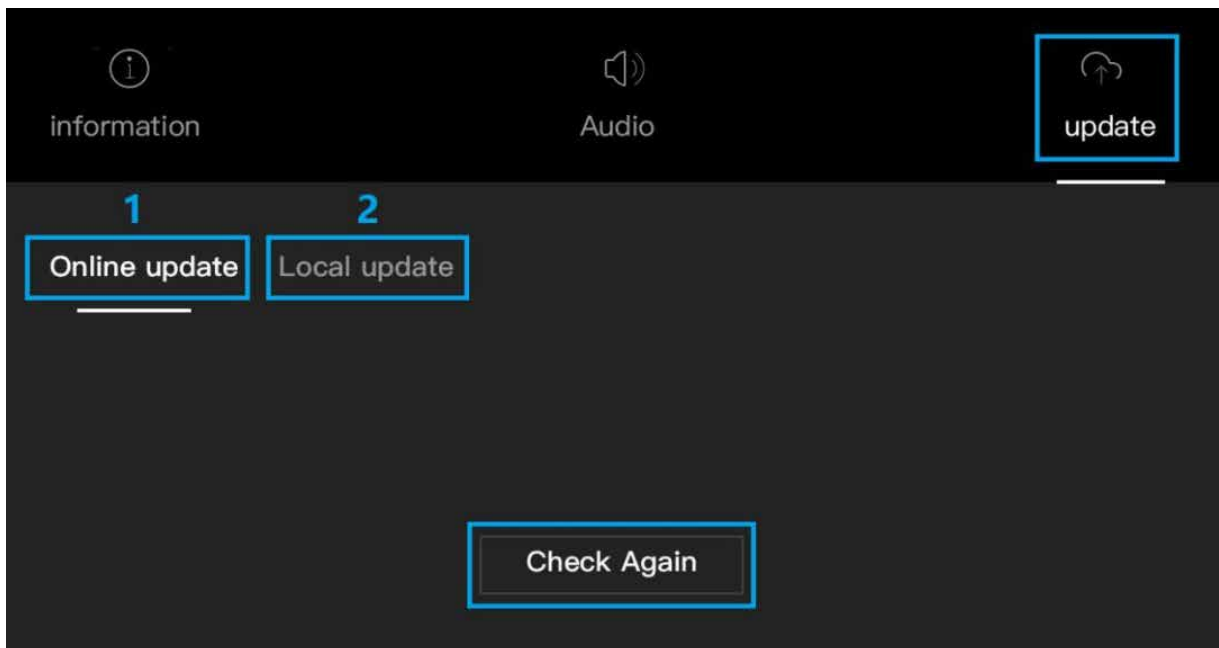 information
Audio
update
1
2
Online update
Local update
Check Again